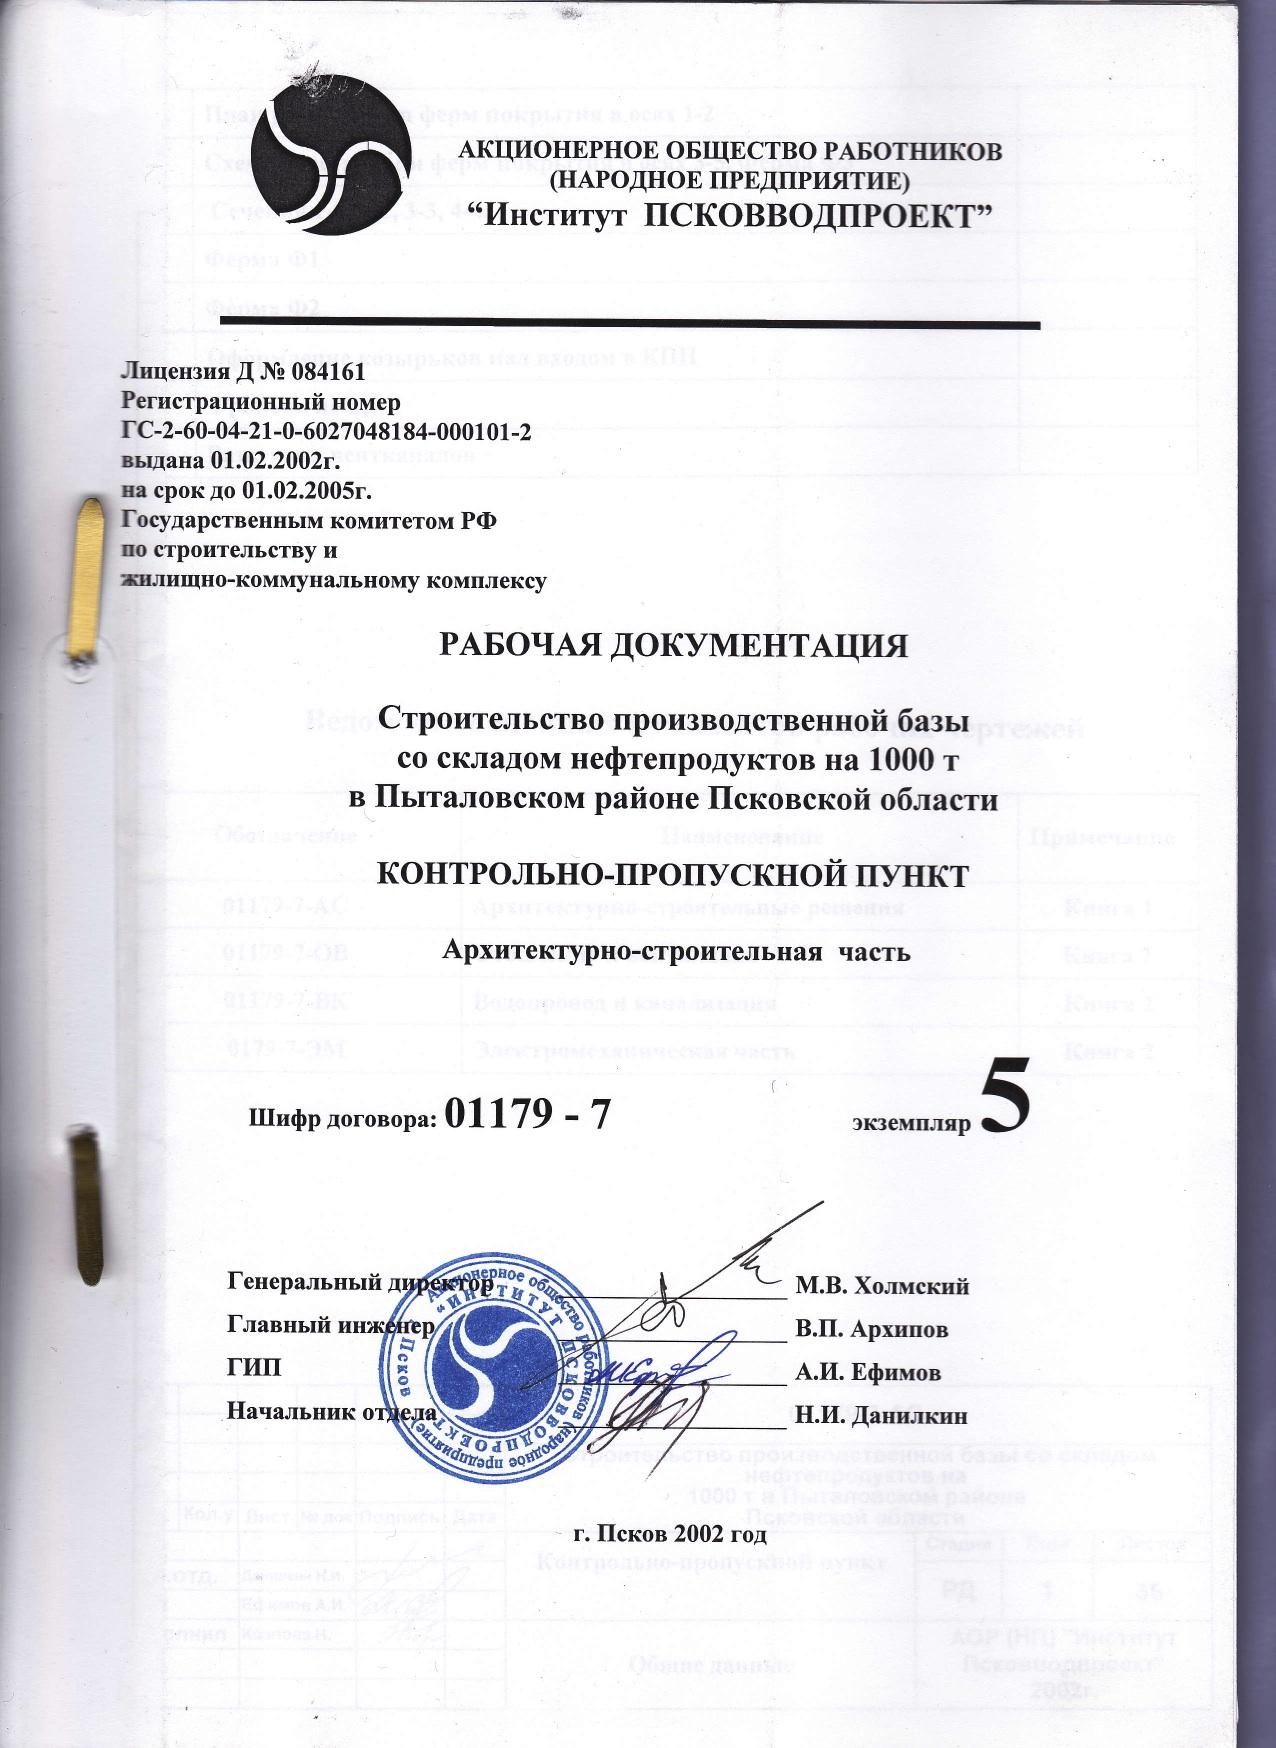 АКЦИОНЕРНОЕ ОБЩЕСТВО РАБОТНИКОВ
(НАРОДНОЕ ПРЕДПРИЯТИЕ)
“Институт ПСКОВВОДПРОЕКТ”
Лицензия Д № 084161
Регистрационный номер
ГС-2-60-04-21-0-6027048184-000101-2
выдана 01.02.2002г.
на срок до 01.02.2005г.
Государственным комитетом РФ
по строительству и
жилищно-коммунальному комплексу
РАБОЧАЯ ДОКУМЕНТАЦИЯ
Строительство производственной базы
со складом нефтепродуктов на 1000 т
в Пыталовском районе Псковской области
КОНТРОЛЬНО-ПРОПУСКНОЙ ПУНКТ
Архитектурно-строительная часть
Шифр договора: 01179 - 7 экземпляр 5
Генеральный директор М.В. Холмский
Главный инженер В.П. Архипов
ГИП А.И. Ефимов
Начальник отдела Н.И. Данилкин
Акционерное общество работников (народное предприятие)
“ИНСТИТУТ ПСКОВВОДПРОЕКТ”
Псков
г. Псков 2002 год